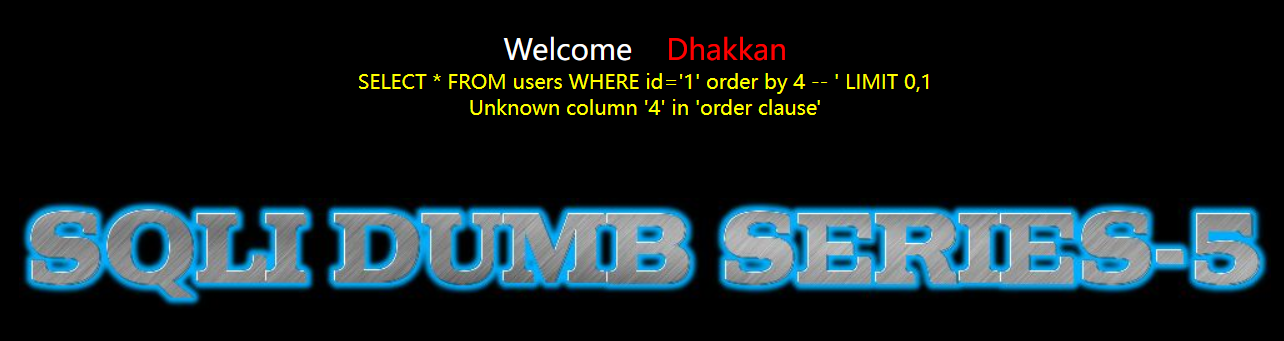 Welcome Dhakkan
SELECT * FROM users WHERE id='1' order by 4 -- ' LIMIT 0,1
Unknown column '4' in 'order clause'
SQLI DUMB SERIES-5